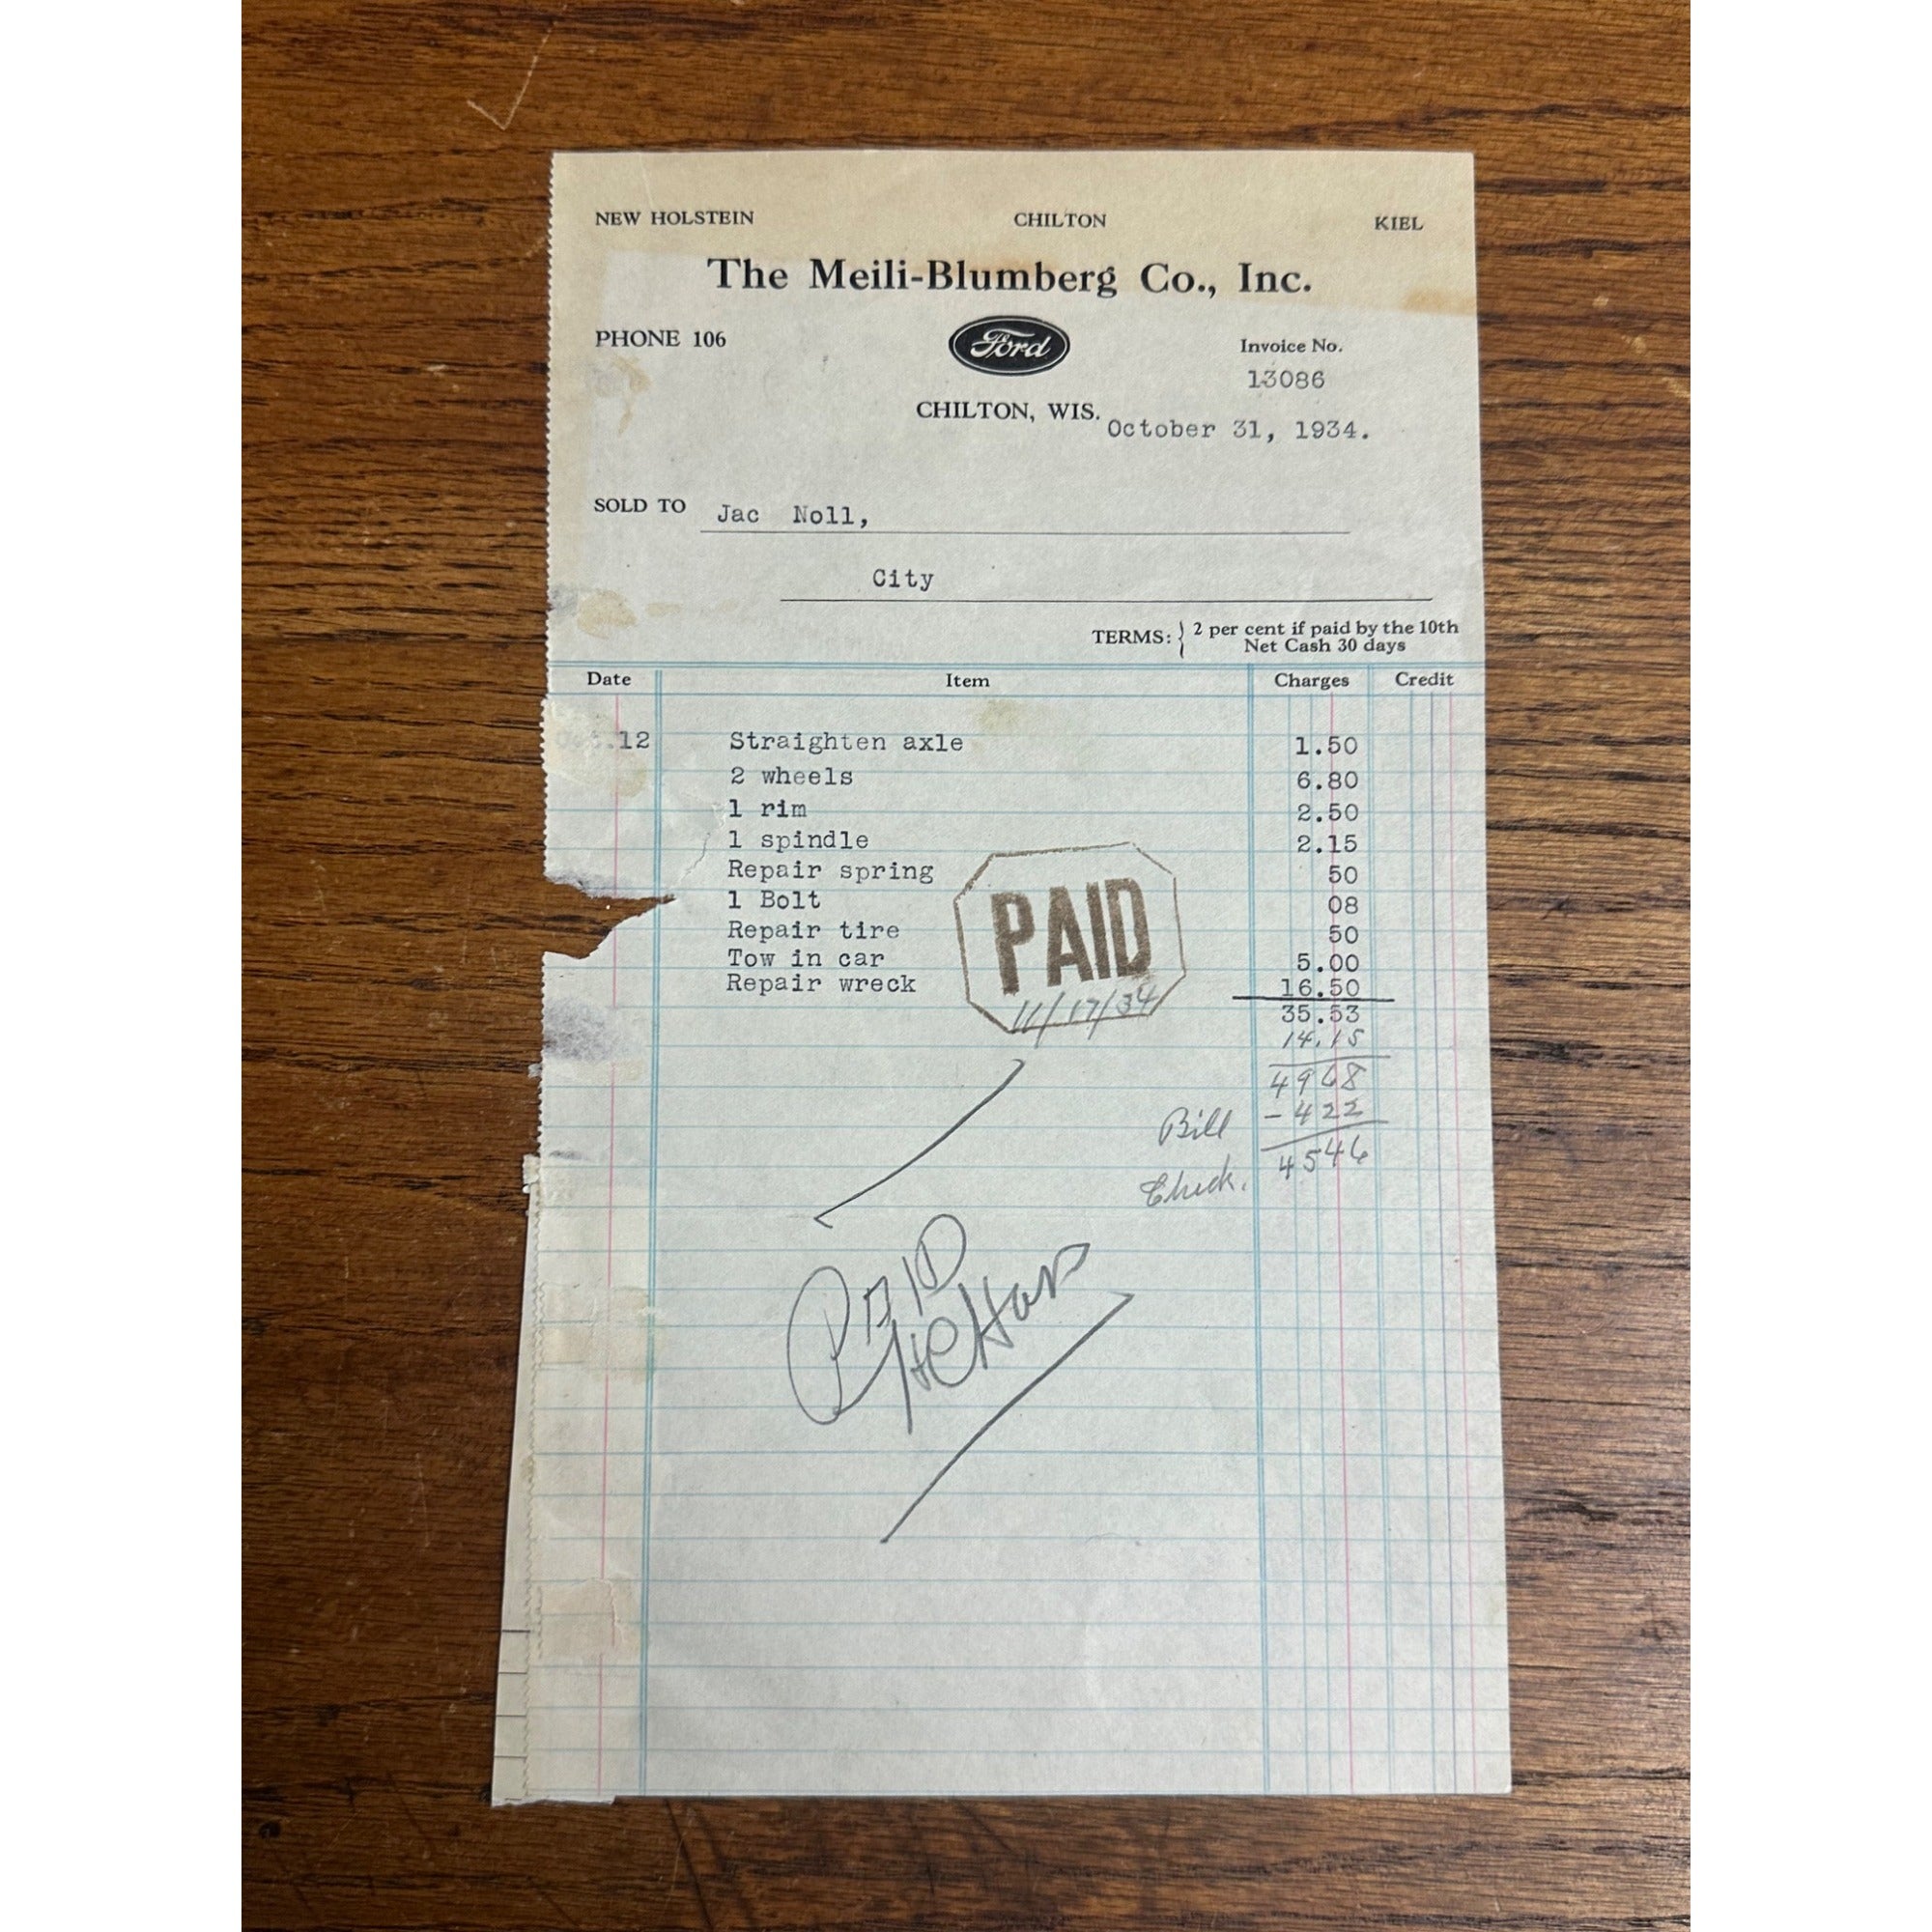 NEW HOLSTEIN CHILTON KIEL
The Meili-Blumberg Co., Inc.
PHONE 106 Ford Invoice No.
13086
CHILTON, WIS. October 31, 1934.
SOLD TO Jac Noll,
City
TERMS: } 2 per cent if paid by the 10th
Net Cash 30 days
Date Item Charges Credit
.12 Straighten axle 1.50
2 wheels 6.80
1 rim 2.50
1 spindle 2.15
Repair spring 50
1 Bolt 08
Repair tire 50
Tow in car 5.00
Repair wreck 16.50
PAID
11/17/34
35.53
14.15
4968
Bill - 422
Check. 4546
PAID